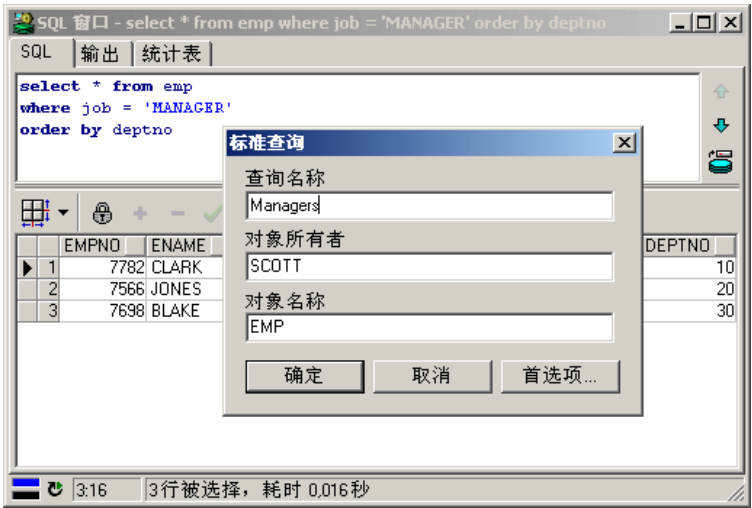 SQL 窗口 - select * from emp where job = 'MANAGER' order by deptno
SQL 输出 统计表
select * from emp
where job = 'MANAGER'
order by deptno
标准查询
查询名称
Managers
对象所有者
SCOTT
对象名称
EMP
确定 取消 首选项...
EMPNO ENAME DEPTNO
1 7782 CLARK 10
2 7566 JONES 20
3 7698 BLAKE 30
3:16 3行被选择，耗时 0.016秒